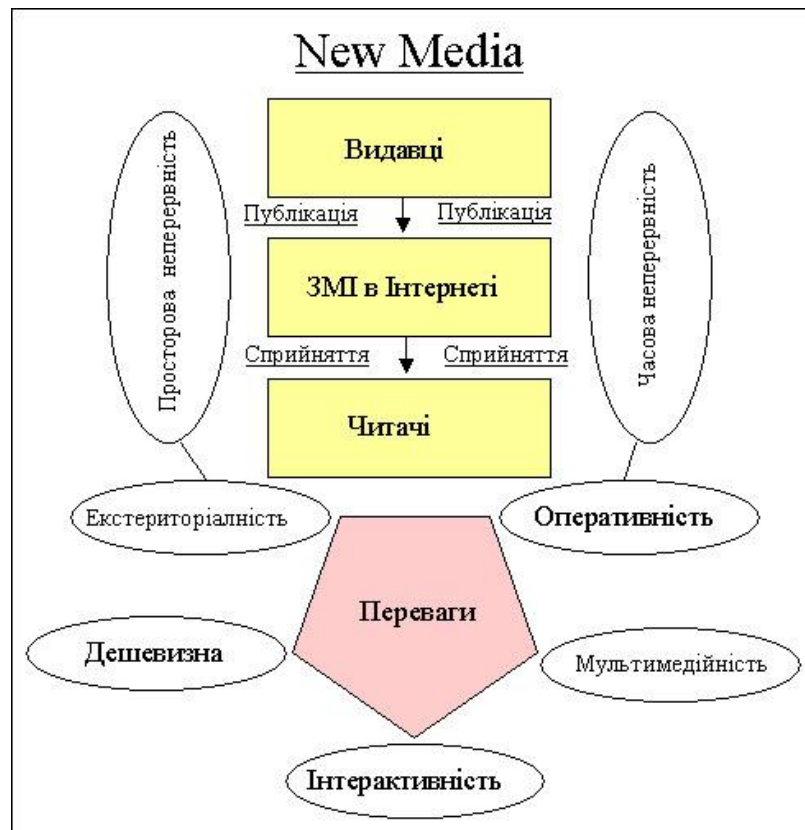 New Media
Видавці
Публікація Публікація
ЗМІ в Інтернеті
Сприйняття Сприйняття
Читачі
Просторова неперервність
Часова неперервність
Екстериторіалність
Оперативність
Переваги
Дешевизна
Мультимедійність
Інтерактивність